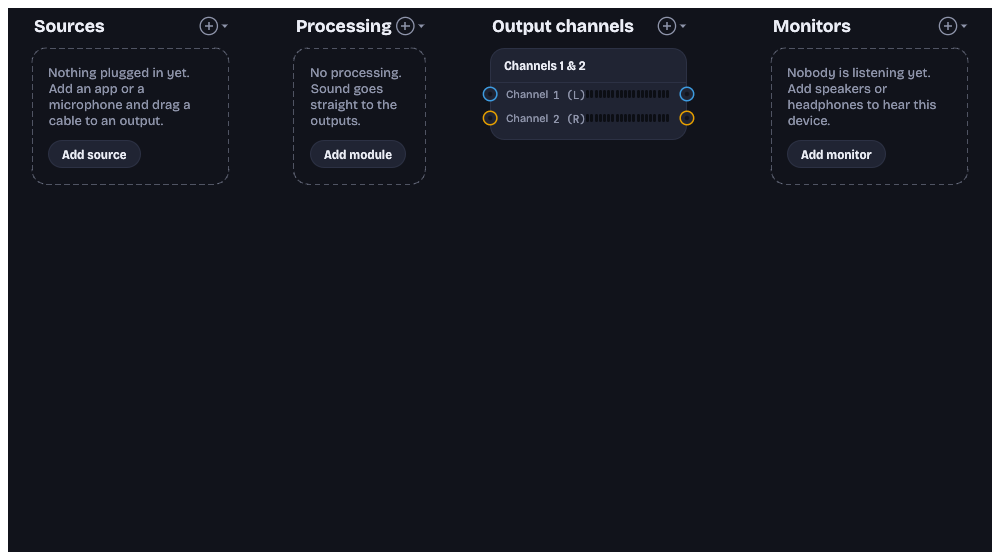 Sources
Nothing plugged in yet.
Add an app or a
microphone and drag a
cable to an output.
Add source
Processing
No processing.
Sound goes
straight to the
outputs.
Add module
Output channels
Channels 1 & 2
Channel 1 (L)
Channel 2 (R)
Monitors
Nobody is listening yet.
Add speakers or
headphones to hear this
device.
Add monitor